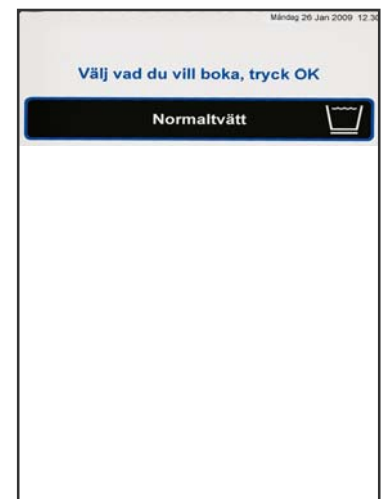 Måndag 26 Jan 2009 12.30
Välj vad du vill boka, tryck OK
Normaltvätt